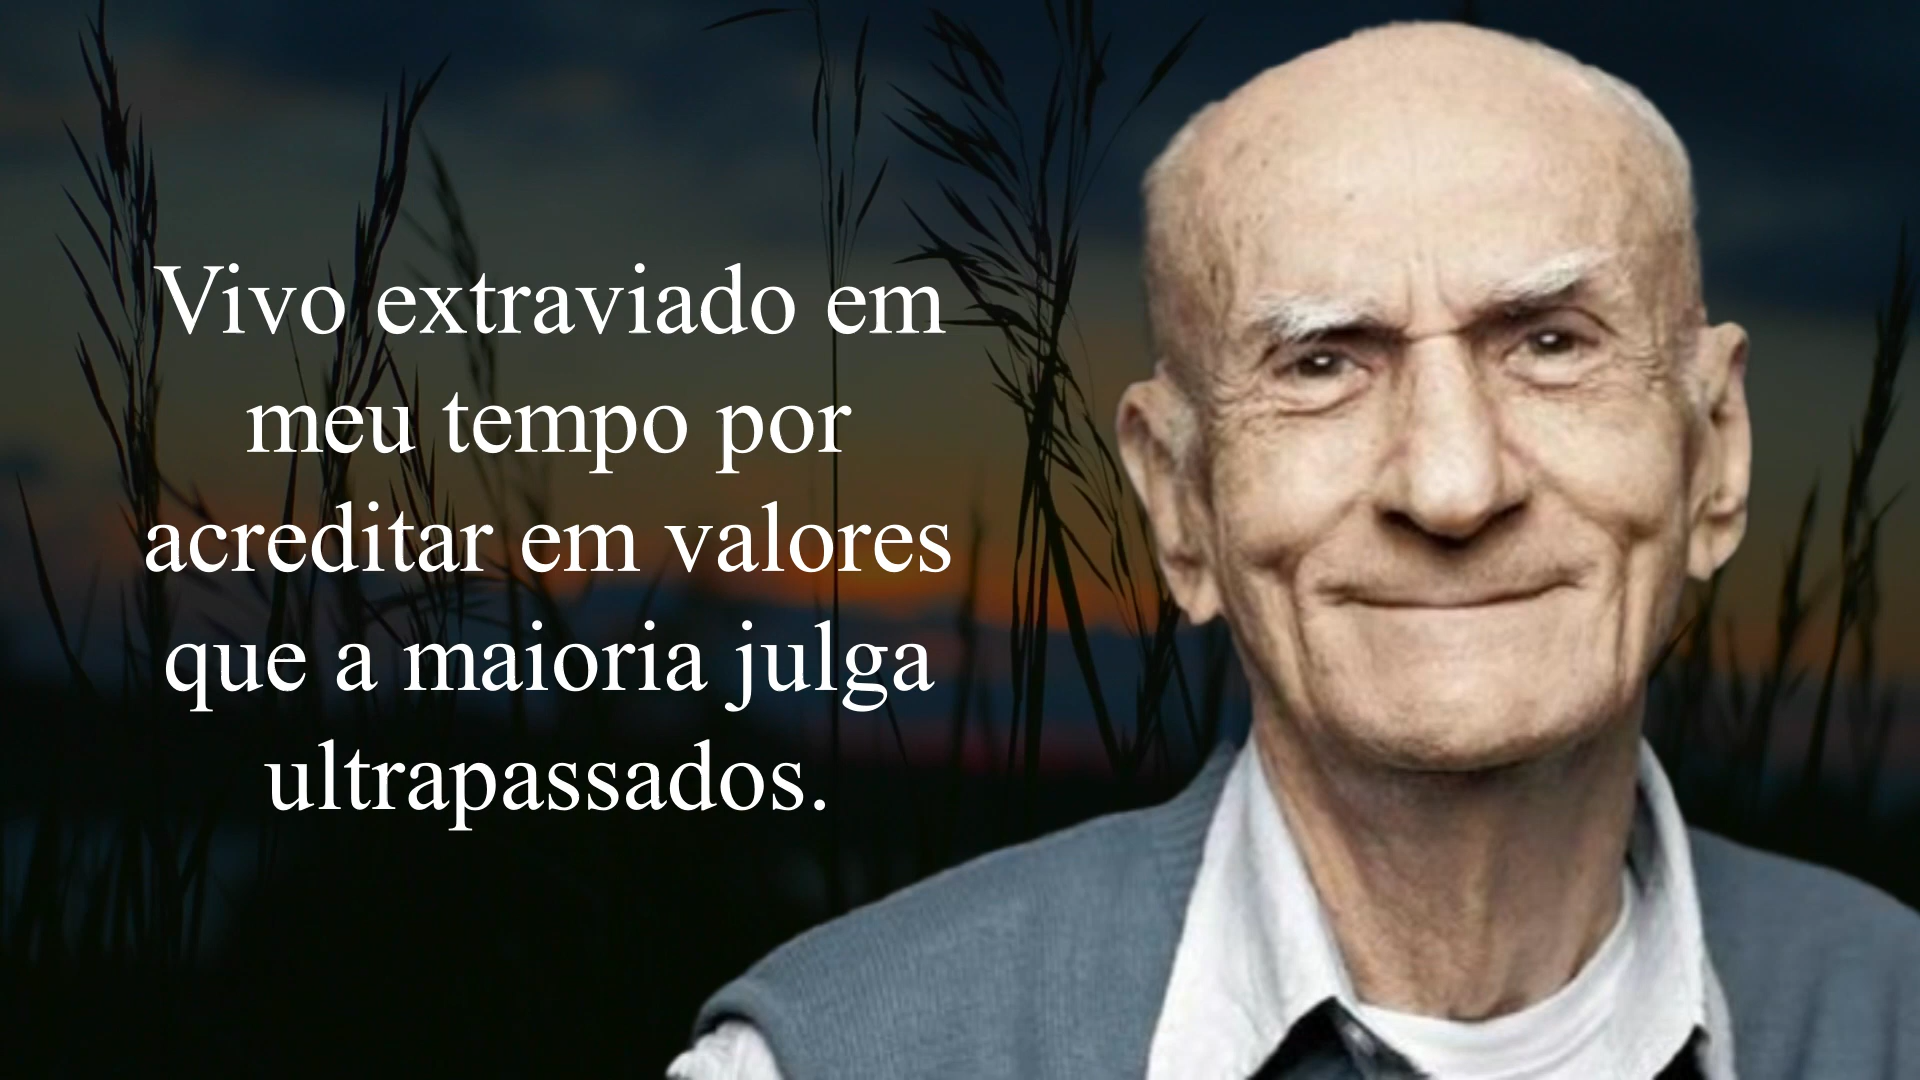 Vivo extraviado em
meu tempo por
acreditar em valores
que a maioria julga
ultrapassados.